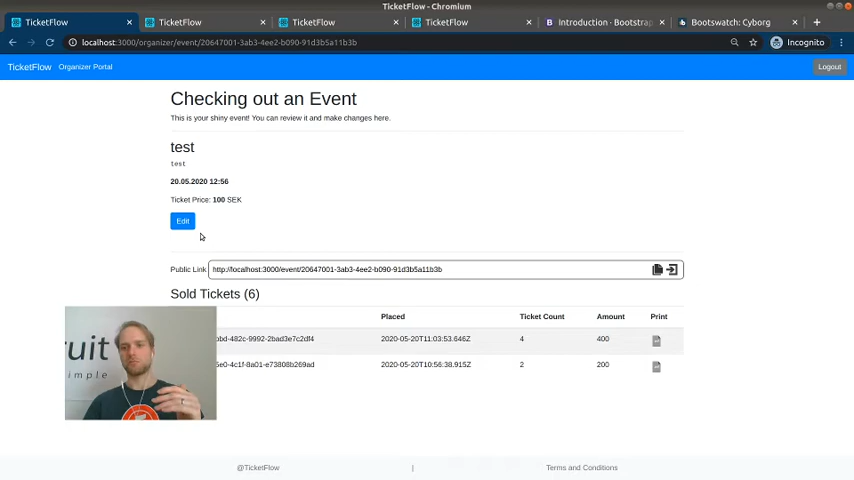 TicketFlow - Chromium
TicketFlow
TicketFlow
TicketFlow
TicketFlow
Introduction · Bootstrap
Bootswatch: Cyborg
localhost:3000/organizer/event/20647001-3ab3-4ee2-b090-91d3b5a11b3b
Incognito
TicketFlow Organizer Portal
Logout
Checking out an Event
This is your shiny event! You can review it and make changes here.
test
test
20.05.2020 12:56
Ticket Price: 100 SEK
Edit
Public Link http://localhost:3000/event/20647001-3ab3-4ee2-b090-91d3b5a11b3b
Sold Tickets (6)
Placed Ticket Count Amount Print
bd-482c-9992-2bad3e7c2df4 2020-05-20T11:03:53.646Z 4 400
5e0-4c1f-8a01-e73808b269ad 2020-05-20T10:56:38.915Z 2 200
ruit
simple
@TicketFlow | Terms and Conditions